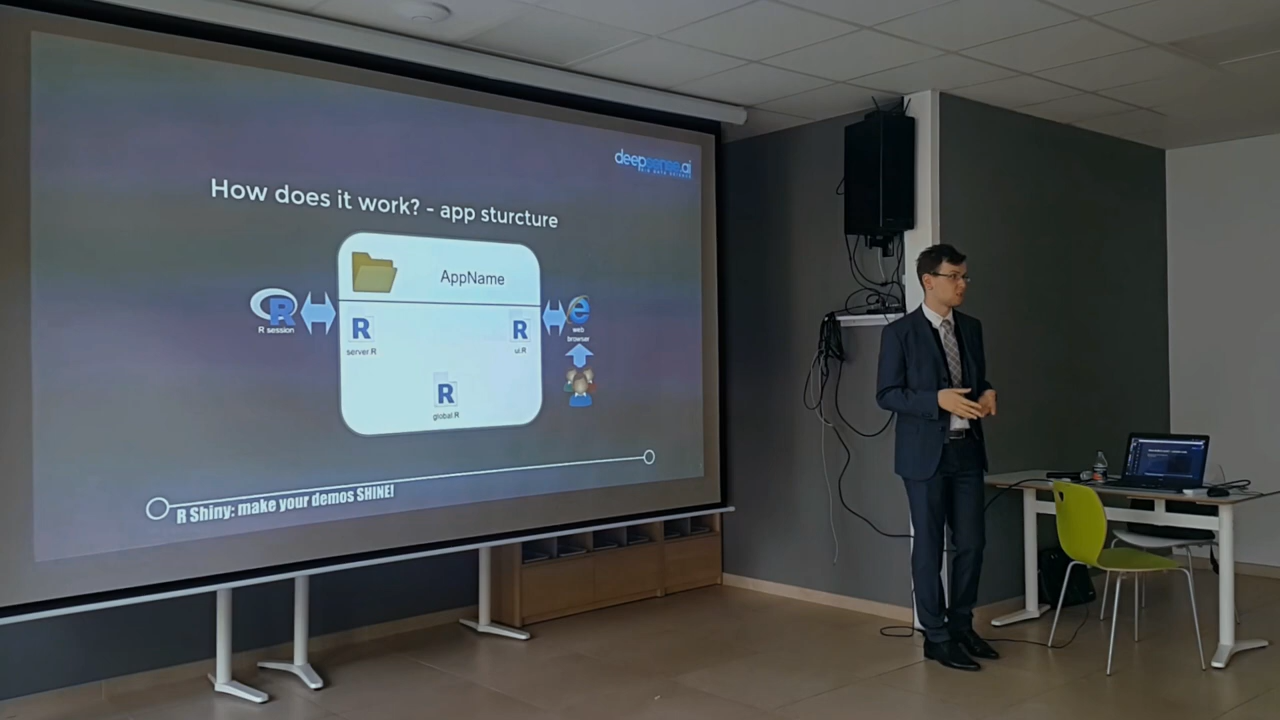 deepsense.ai
How does it work? - app sturcture
AppName
R session
server.R
ui.R
web
browser
global.R
R Shiny: make your demos SHINE!